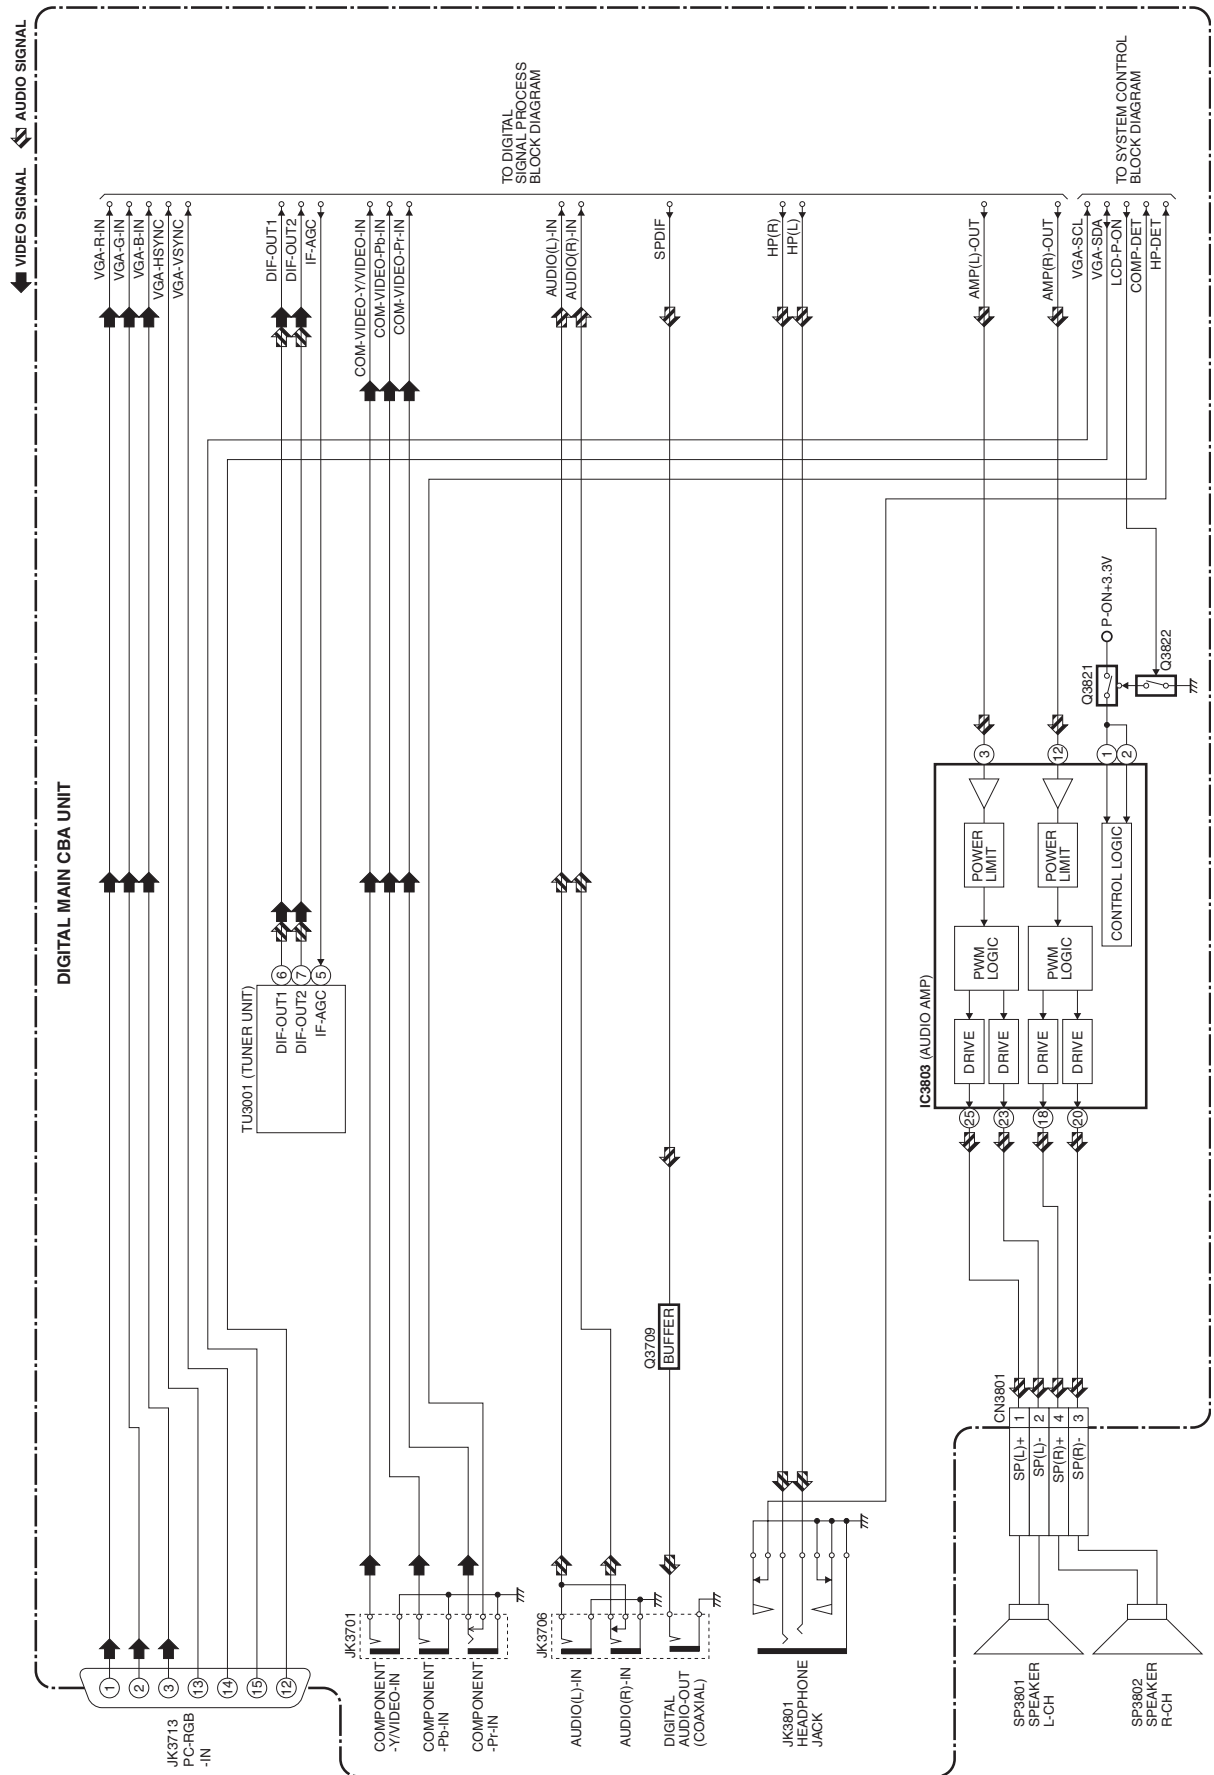 VIDEO SIGNAL
AUDIO SIGNAL
DIGITAL MAIN CBA UNIT
JK3713
PC-RGB
-IN
1
2
3
13
14
15
12
VGA-R-IN
VGA-G-IN
VGA-B-IN
VGA-HSYNC
VGA-VSYNC
TU3001 (TUNER UNIT)
DIF-OUT1
DIF-OUT2
IF-AGC
6
7
5
DIF-OUT1
DIF-OUT2
IF-AGC
JK3701
COMPONENT
-Y/VIDEO-IN
COMPONENT
-Pb-IN
COMPONENT
-Pr-IN
COM-VIDEO-Y/VIDEO-IN
COM-VIDEO-Pb-IN
COM-VIDEO-Pr-IN
TO DIGITAL
SIGNAL PROCESS
BLOCK DIAGRAM
JK3706
AUDIO(L)-IN
AUDIO(R)-IN
DIGITAL
AUDIO-OUT
(COAXIAL)
AUDIO(L)-IN
AUDIO(R)-IN
Q3709
BUFFER
SPDIF
JK3801
HEADPHONE
JACK
HP(R)
HP(L)
AMP(L)-OUT
AMP(R)-OUT
VGA-SCL
VGA-SDA
LCD-P-ON
COMP-DET
HP-DET
TO SYSTEM CONTROL
BLOCK DIAGRAM
IC3803 (AUDIO AMP)
25
23
18
20
DRIVE
DRIVE
DRIVE
DRIVE
PWM
LOGIC
PWM
LOGIC
POWER
LIMIT
POWER
LIMIT
CONTROL LOGIC
3
12
1
2
Q3821
P-ON+3.3V
Q3822
CN3801
SP(L)+ 1
SP(L)- 2
SP(R)+ 4
SP(R)- 3
SP3801
SPEAKER
L-CH
SP3802
SPEAKER
R-CH